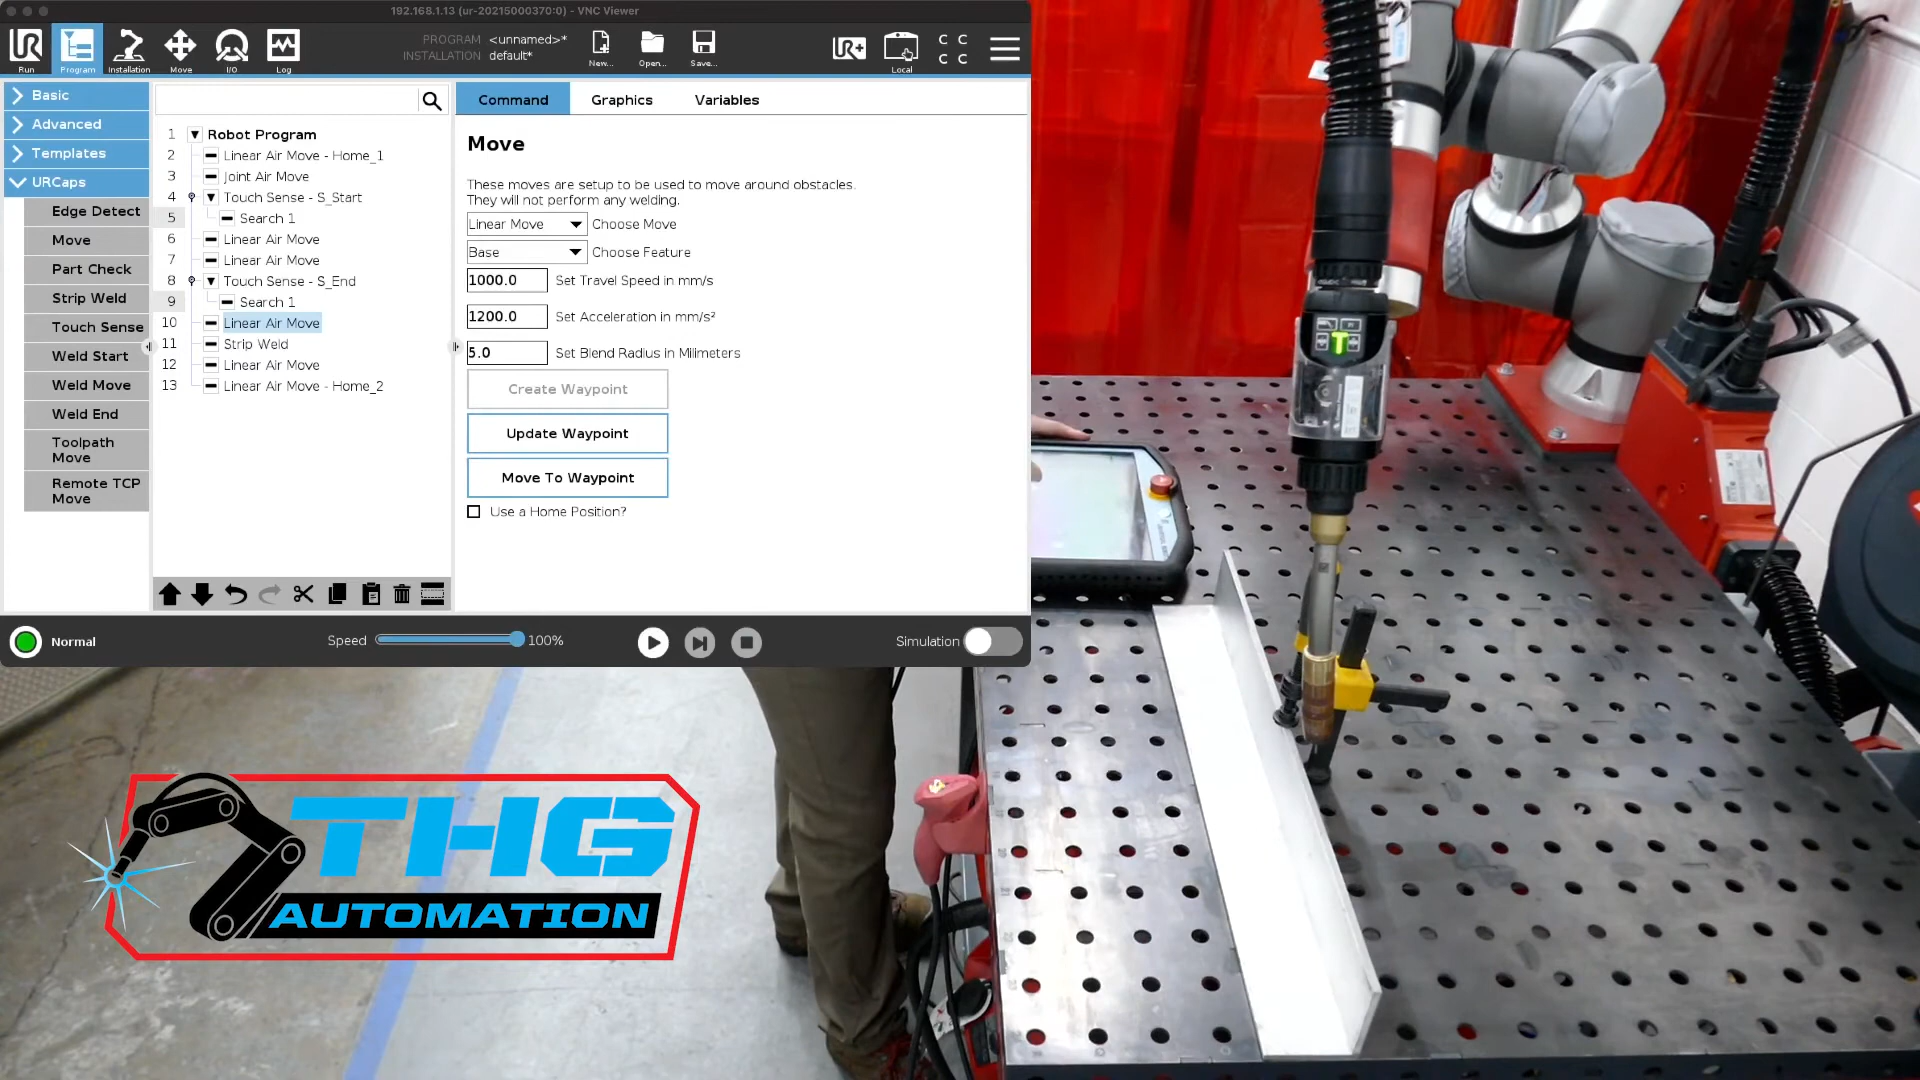 192.168.1.13 (ur-20215000370:0) - VNC Viewer
Run
Program
Installation
Move
I/O
Log
PROGRAM <unnamed>*
INSTALLATION default*
New...
Open...
Save...
UR+
Local
C C
C C
Basic
Advanced
Templates
URCaps
Edge Detect
Move
Part Check
Strip Weld
Touch Sense
Weld Start
Weld Move
Weld End
Toolpath
Move
Remote TCP
Move
1 Robot Program
2 Linear Air Move - Home_1
3 Joint Air Move
4 Touch Sense - S_Start
5 Search 1
6 Linear Air Move
7 Linear Air Move
8 Touch Sense - S_End
9 Search 1
10 Linear Air Move
11 Strip Weld
12 Linear Air Move
13 Linear Air Move - Home_2
Command Graphics Variables
Move
These moves are setup to be used to move around obstacles.
They will not perform any welding.
Linear Move Choose Move
Base Choose Feature
1000.0 Set Travel Speed in mm/s
1200.0 Set Acceleration in mm/s²
5.0 Set Blend Radius in Milimeters
Create Waypoint
Update Waypoint
Move To Waypoint
Use a Home Position?
Normal
Speed 100%
Simulation
THG
AUTOMATION
T